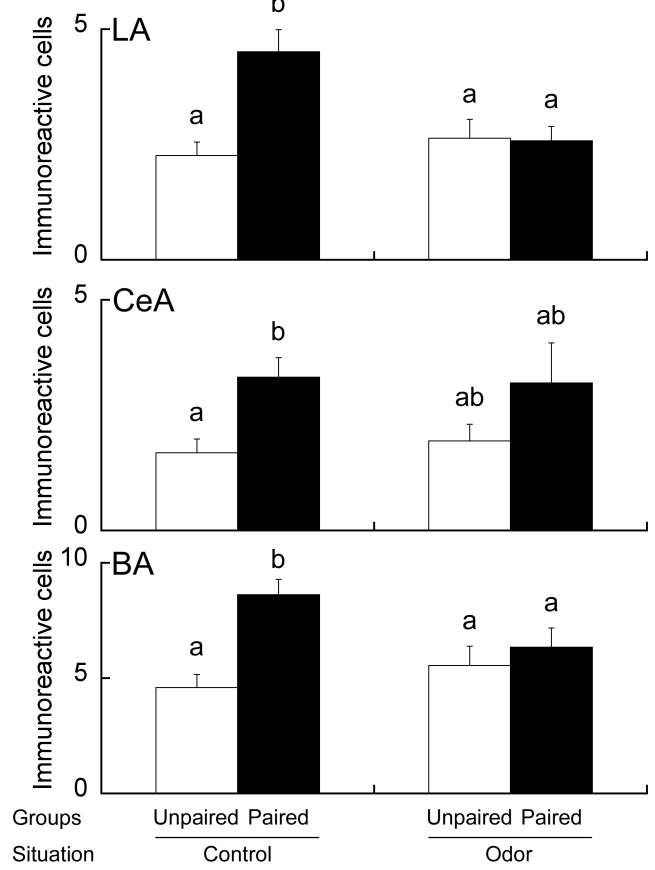 b
5
LA
a
a
a
Immunoreactive cells
0
5
CeA
b
a
ab
ab
Immunoreactive cells
0
10
BA
b
a
a
a
5
Immunoreactive cells
0
Groups Unpaired Paired Unpaired Paired
Situation Control Odor